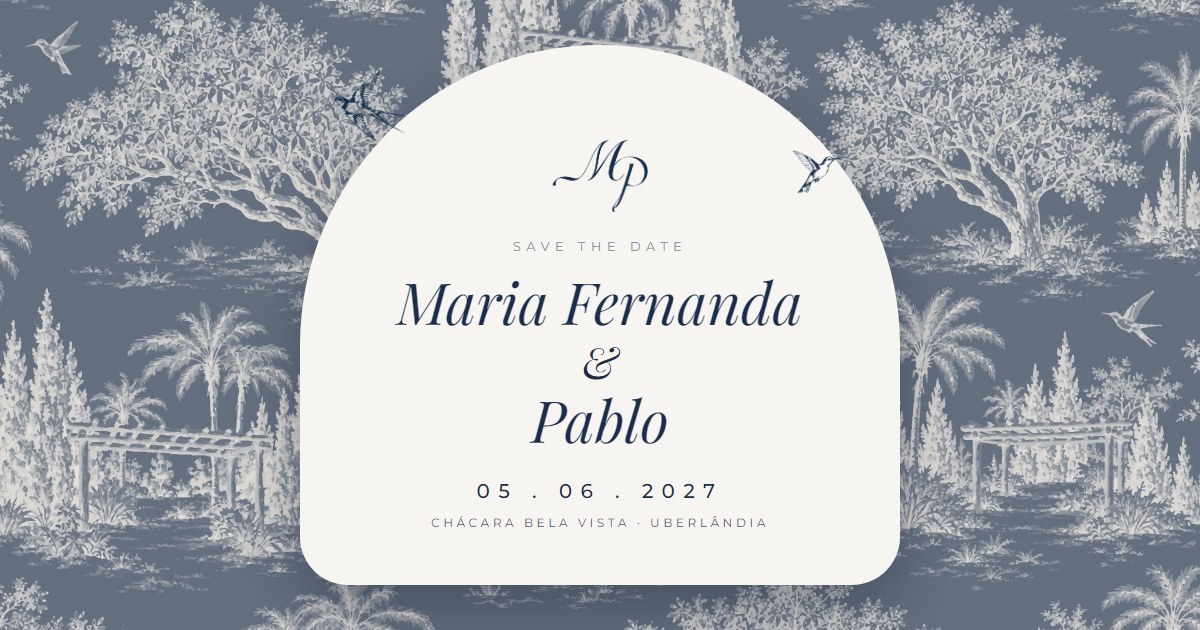 Mp
SAVE THE DATE
Maria Fernanda
&
Pablo
05 . 06 . 2027
CHÁCARA BELA VISTA · UBERLÂNDIA